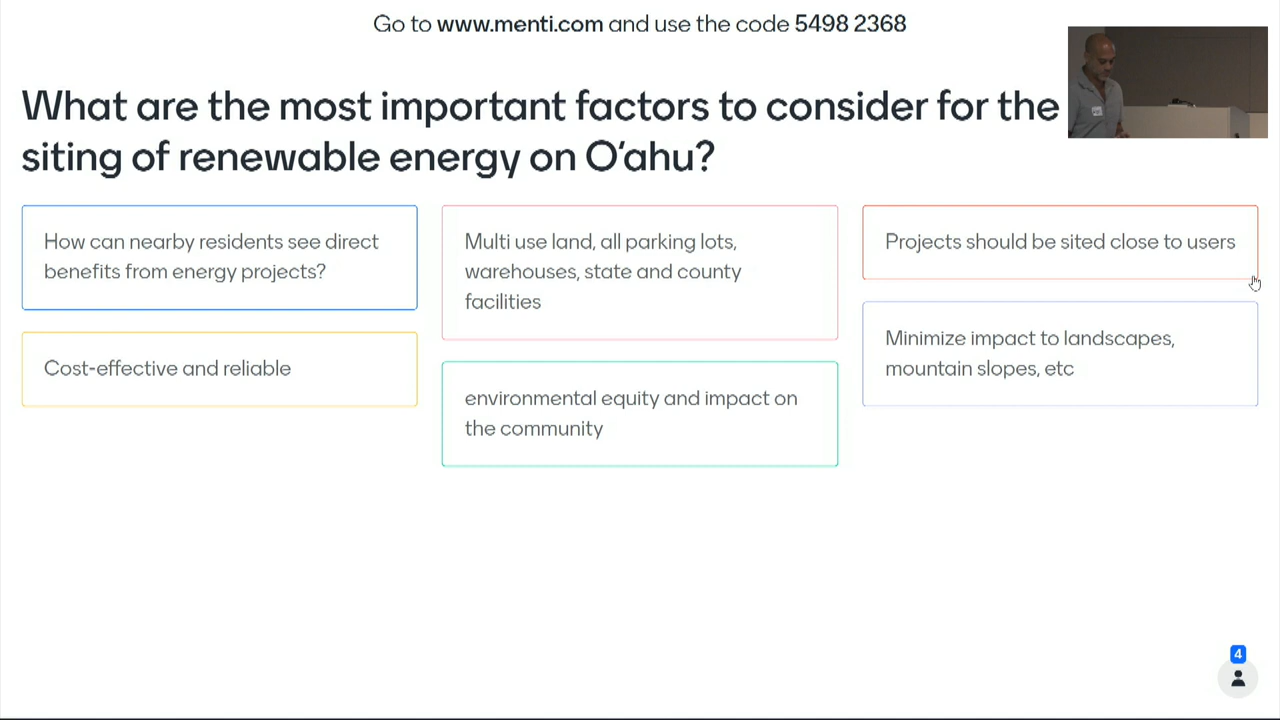 Go to www.menti.com and use the code 5498 2368
What are the most important factors to consider for the
siting of renewable energy on Oʻahu?
How can nearby residents see direct
benefits from energy projects?
Cost-effective and reliable
Multi use land, all parking lots,
warehouses, state and county
facilities
environmental equity and impact on
the community
Projects should be sited close to users
Minimize impact to landscapes,
mountain slopes, etc
4